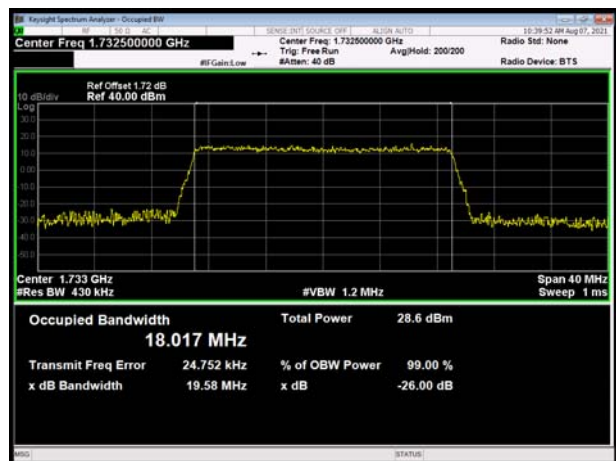 Keysight Spectrum Analyzer - Occupied BW
RF 50 Ω AC SENSE:INT SOURCE OFF ALIGN AUTO 10:39:52 AM Aug 07, 2021
Center Freq 1.732500000 GHz Center Freq: 1.732500000 GHz Radio Std: None
Trig: Free Run Avg|Hold: 200/200
#IFGain:Low #Atten: 40 dB Radio Device: BTS
Ref Offset 1.72 dB
10 dB/div Ref 40.00 dBm
Log
30.0
20.0
10.0
0.00
-10.0
-20.0
-30.0
-40.0
-50.0
Center 1.733 GHz Span 40 MHz
#Res BW 430 kHz #VBW 1.2 MHz Sweep 1 ms
Occupied Bandwidth Total Power 28.6 dBm
18.017 MHz
Transmit Freq Error 24.752 kHz % of OBW Power 99.00 %
x dB Bandwidth 19.58 MHz x dB -26.00 dB
MSG STATUS